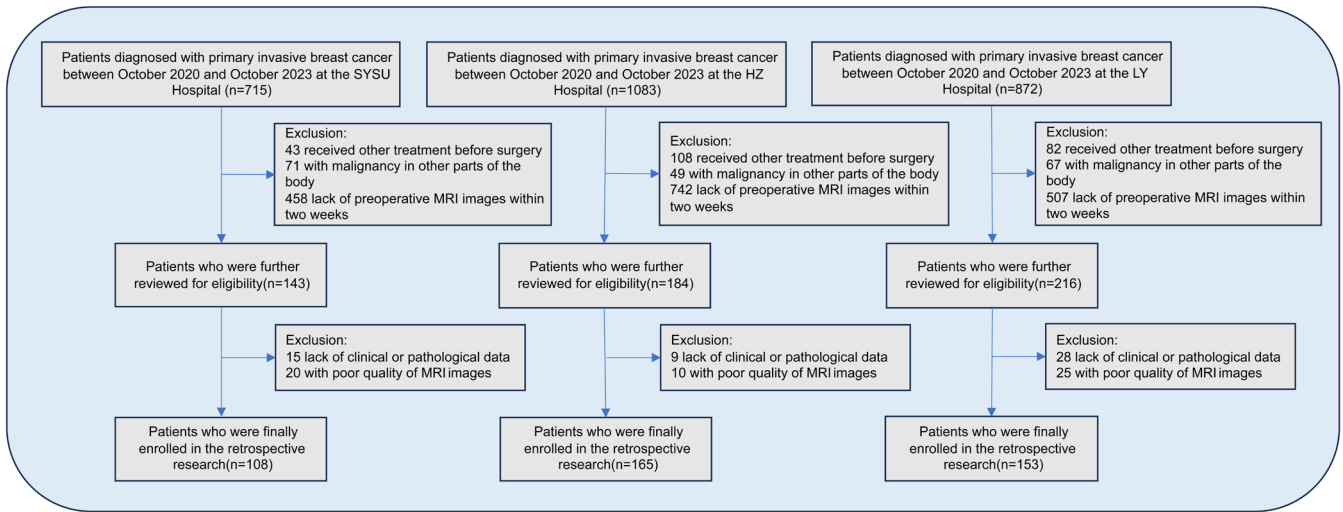 Patients diagnosed with primary invasive breast cancer
between October 2020 and October 2023 at the SYSU
Hospital (n=715)
Exclusion:
43 received other treatment before surgery
71 with malignancy in other parts of the
body
458 lack of preoperative MRI images within
two weeks
Patients who were further
reviewed for eligibility(n=143)
Exclusion:
15 lack of clinical or pathological data
20 with poor quality of MRI images
Patients who were finally
enrolled in the retrospective
research(n=108)
Patients diagnosed with primary invasive breast cancer
between October 2020 and October 2023 at the HZ
Hospital (n=1083)
Exclusion:
108 received other treatment before surgery
49 with malignancy in other parts of the body
742 lack of preoperative MRI images within
two weeks
Patients who were further
reviewed for eligibility(n=184)
Exclusion:
9 lack of clinical or pathological data
10 with poor quality of MRI images
Patients who were finally
enrolled in the retrospective
research(n=165)
Patients diagnosed with primary invasive breast cancer
between October 2020 and October 2023 at the LY
Hospital (n=872)
Exclusion:
82 received other treatment before surgery
67 with malignancy in other parts of the
body
507 lack of preoperative MRI images within
two weeks
Patients who were further
reviewed for eligibility(n=216)
Exclusion:
28 lack of clinical or pathological data
25 with poor quality of MRI images
Patients who were finally
enrolled in the retrospective
research(n=153)